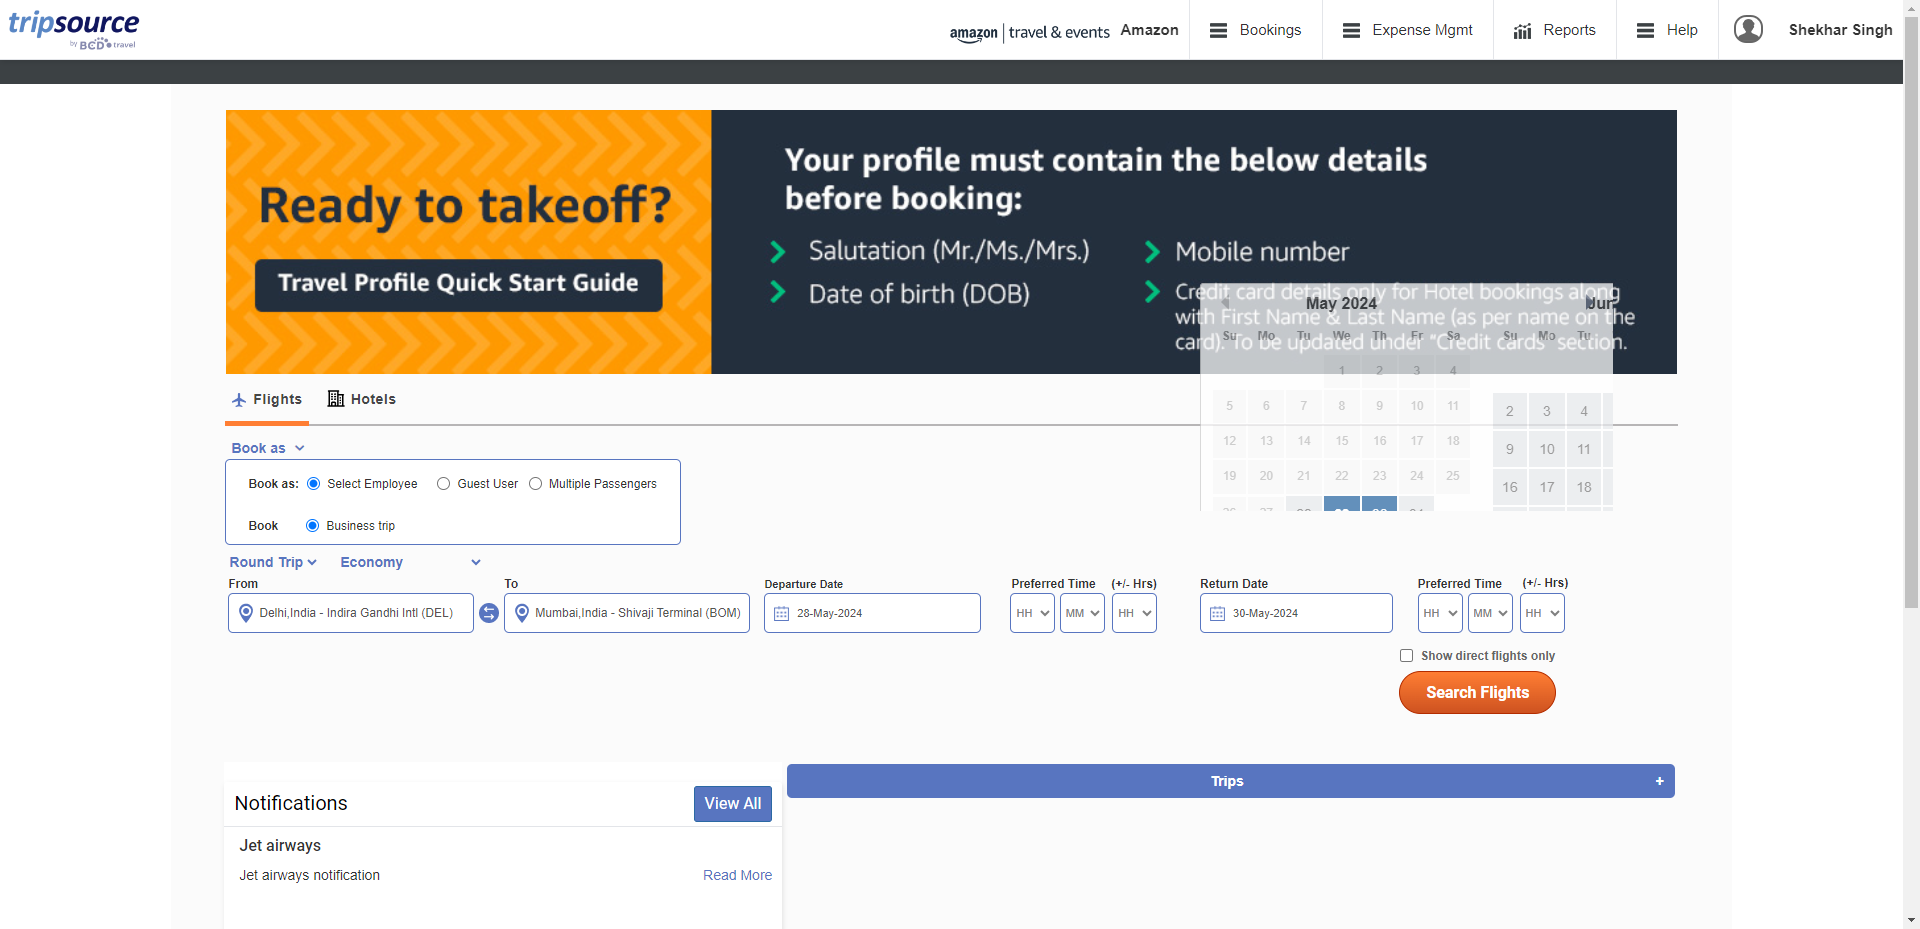 tripsource
by BCD travel
amazon | travel & events
Amazon
Bookings
Expense Mgmt
Reports
Help
Shekhar Singh
Ready to takeoff?
Travel Profile Quick Start Guide
Your profile must contain the below details
before booking:
Salutation (Mr./Ms./Mrs.)
Mobile number
Date of birth (DOB)
Credit card details only for Hotel bookings along
with First Name & Last Name (as per name on the
card). To be updated under "Credit cards" section.
May 2024
Jun
Su Mo Tu We Th Fr Sa
Su Mo Tu
1 2 3 4
5 6 7 8 9 10 11
2 3 4
12 13 14 15 16 17 18
9 10 11
19 20 21 22 23 24 25
16 17 18
Flights
Hotels
Book as
Book as: Select Employee Guest User Multiple Passengers
Book Business trip
Round Trip Economy
From
To
Departure Date
Preferred Time (+/- Hrs)
Return Date
Preferred Time (+/- Hrs)
Delhi,India - Indira Gandhi Intl (DEL)
Mumbai,India - Shivaji Terminal (BOM)
28-May-2024
HH MM HH
30-May-2024
HH MM HH
Show direct flights only
Search Flights
Trips +
Notifications
View All
Jet airways
Jet airways notification
Read More